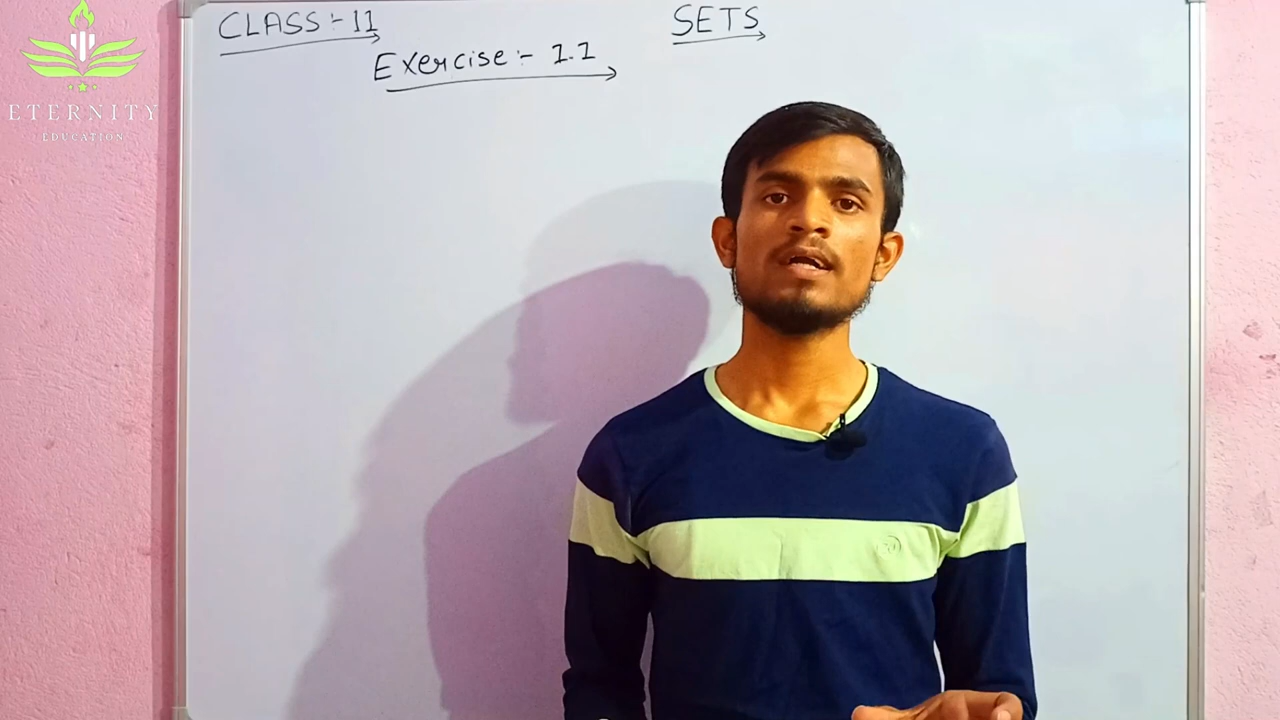 CLASS :- 11
SETS
Exercise :- 1.1
ETERNITY
EDUCATION